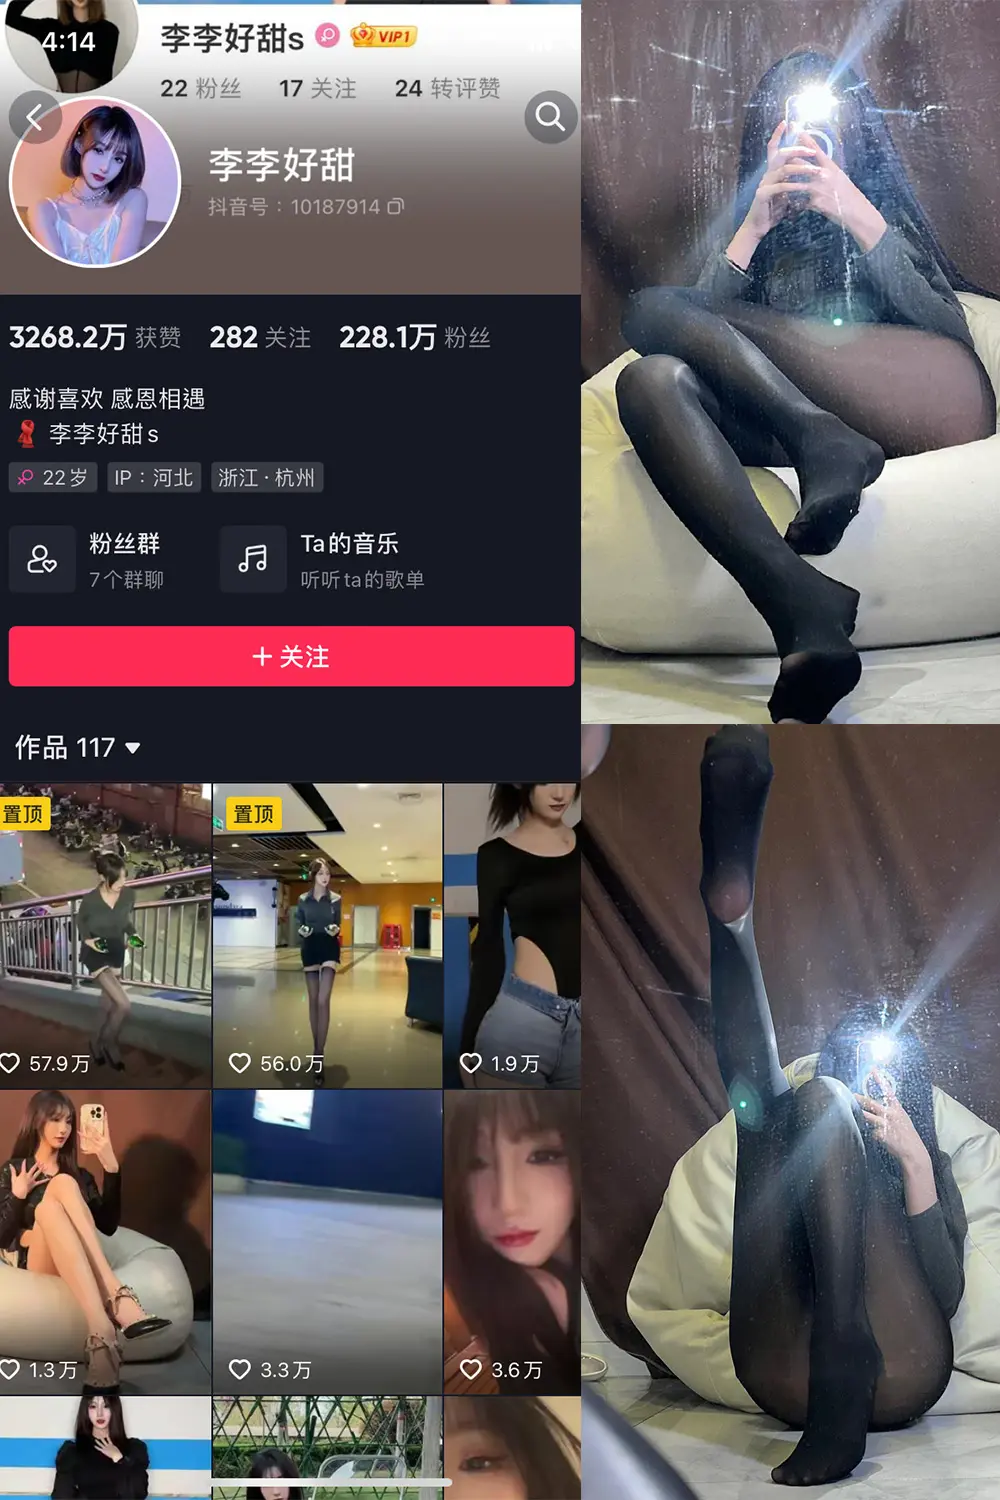 4:14
李李好甜s VIP1
22 粉丝 17 关注 24 转评赞
李李好甜
抖音号：10187914
3268.2万 获赞 282 关注 228.1万 粉丝
感谢喜欢 感恩相遇
李李好甜s
22岁 IP：河北 浙江·杭州
粉丝群
7个群聊
Ta的音乐
听听ta的歌单
+ 关注
作品 117
置顶 置顶
57.9万 56.0万 1.9万
1.3万 3.3万 3.6万